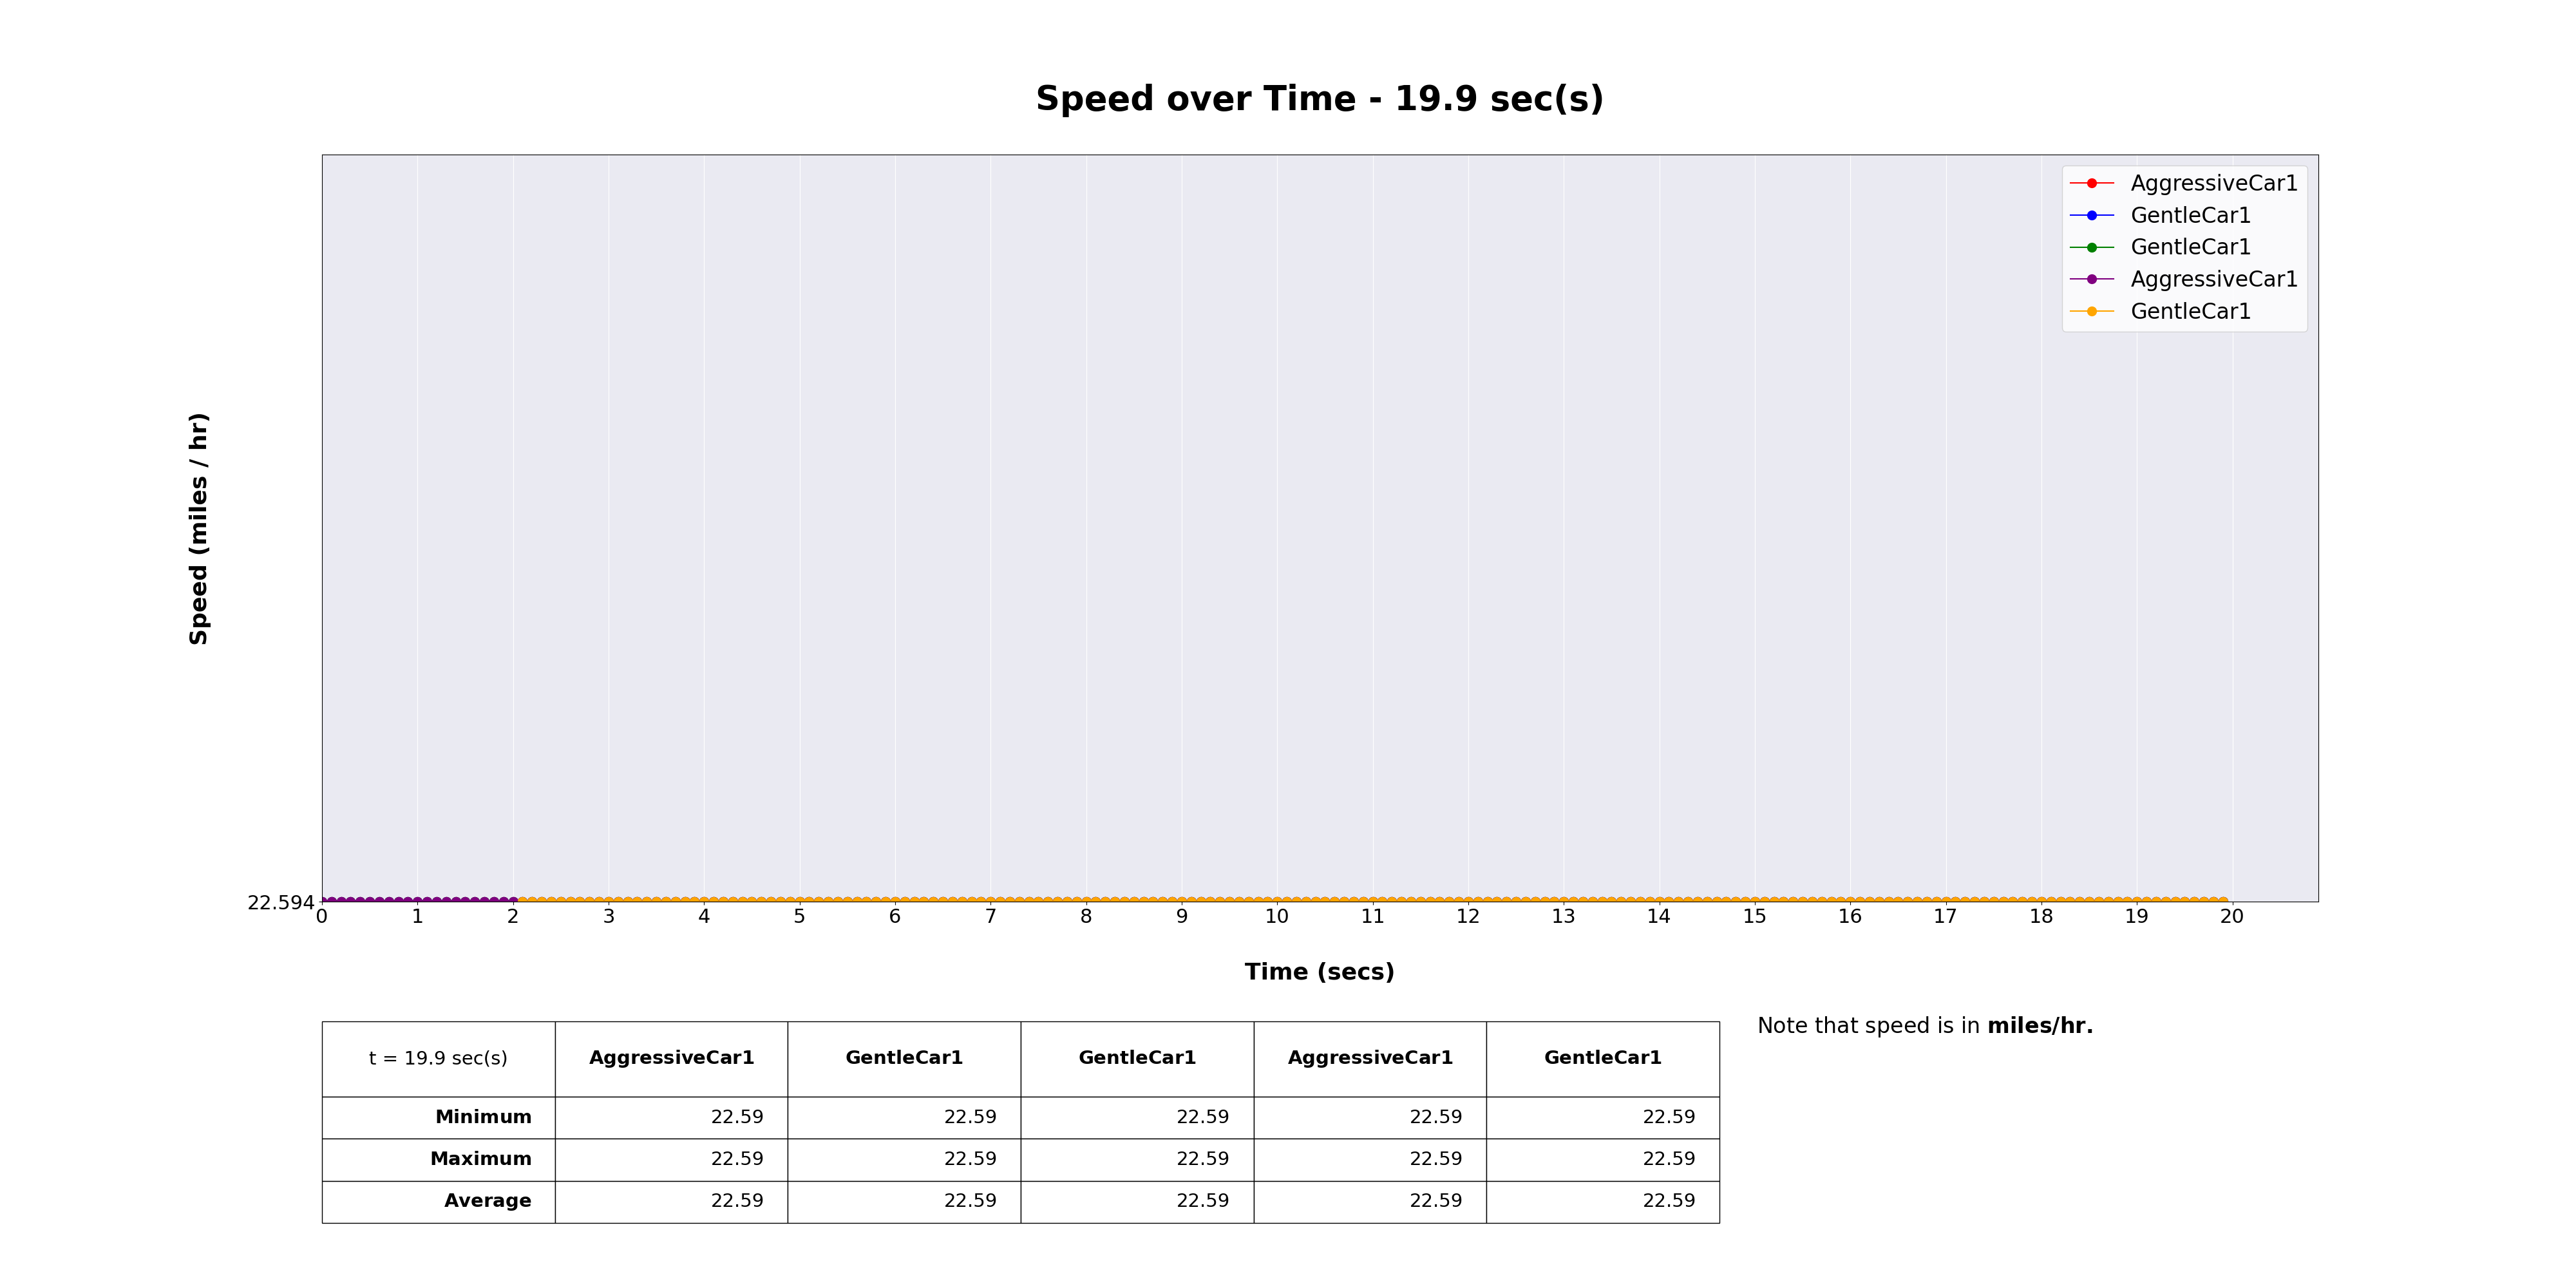 Speed over Time - 19.9 sec(s)
AggressiveCar1
GentleCar1
GentleCar1
AggressiveCar1
GentleCar1
Speed (miles / hr)
22.594
0 1 2 3 4 5 6 7 8 9 10 11 12 13 14 15 16 17 18 19 20
Time (secs)
Note that speed is in miles/hr.
t = 19.9 sec(s) AggressiveCar1 GentleCar1 GentleCar1 AggressiveCar1 GentleCar1
Minimum 22.59 22.59 22.59 22.59 22.59
Maximum 22.59 22.59 22.59 22.59 22.59
Average 22.59 22.59 22.59 22.59 22.59